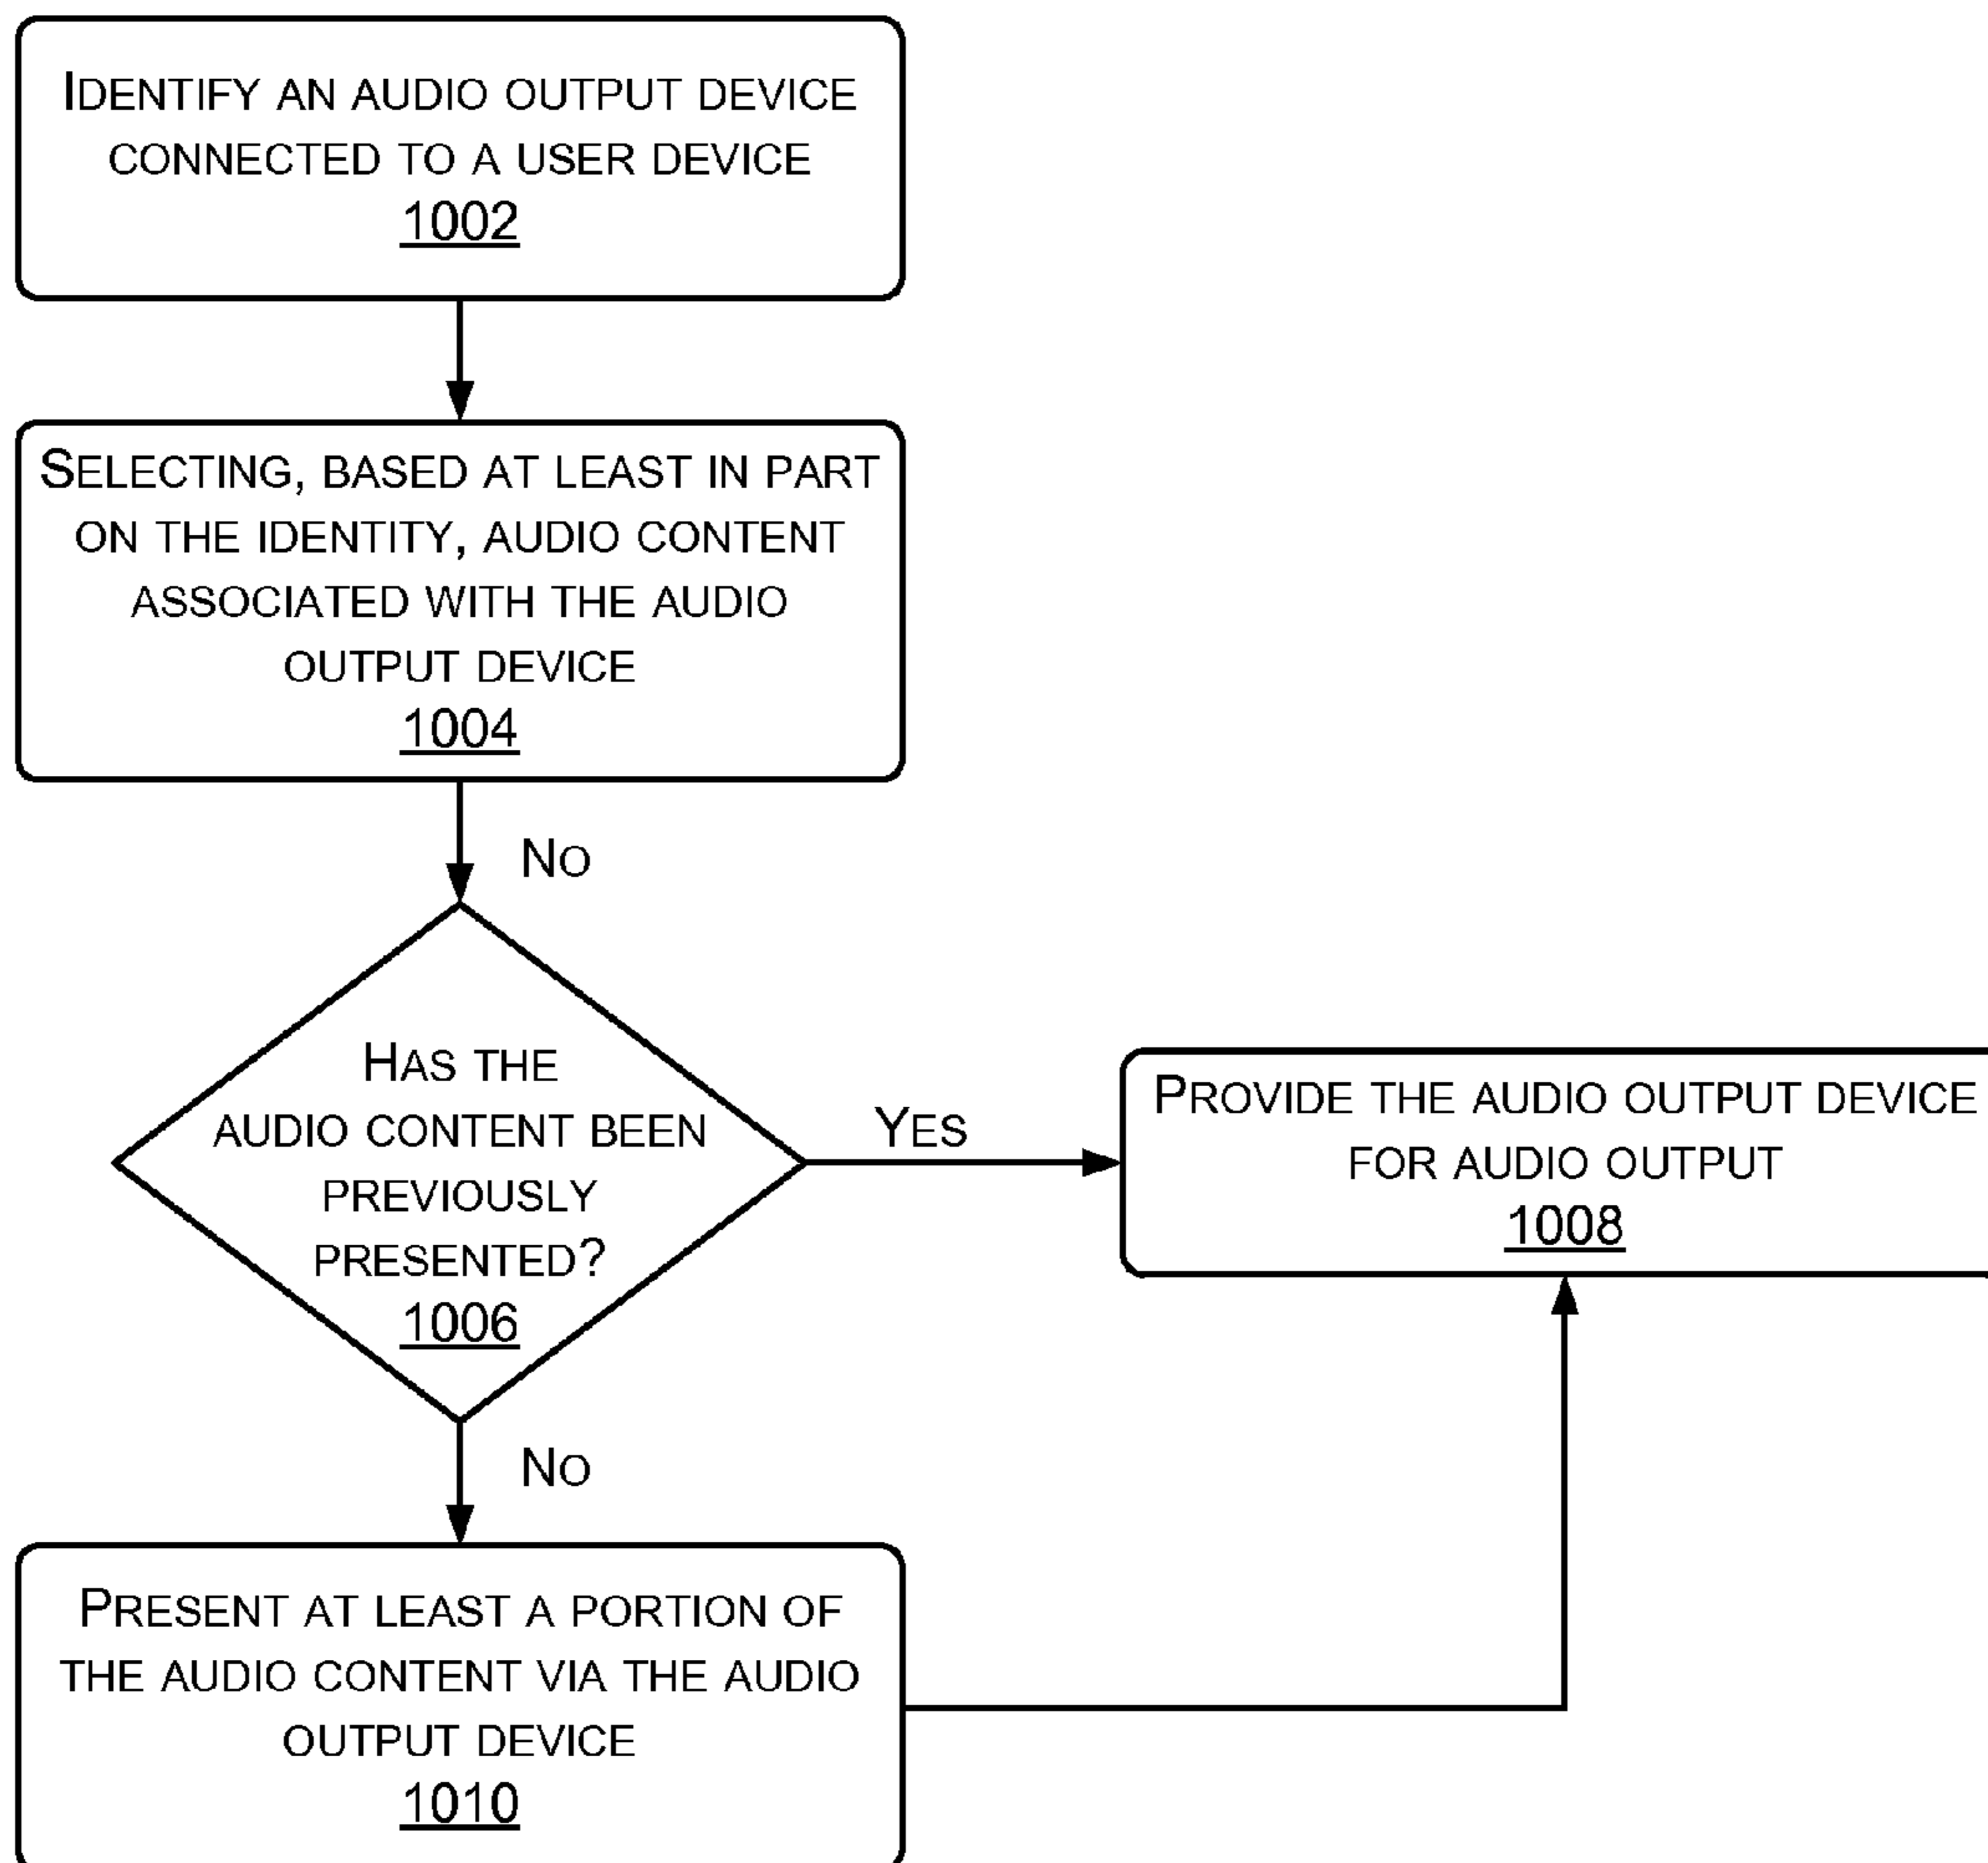 IDENTIFY AN AUDIO OUTPUT DEVICE
CONNECTED TO A USER DEVICE
1002
SELECTING, BASED AT LEAST IN PART
ON THE IDENTITY, AUDIO CONTENT
ASSOCIATED WITH THE AUDIO
OUTPUT DEVICE
1004
NO
HAS THE
AUDIO CONTENT BEEN
PREVIOUSLY
PRESENTED?
1006
YES
PROVIDE THE AUDIO OUTPUT DEVICE
FOR AUDIO OUTPUT
1008
NO
PRESENT AT LEAST A PORTION OF
THE AUDIO CONTENT VIA THE AUDIO
OUTPUT DEVICE
1010